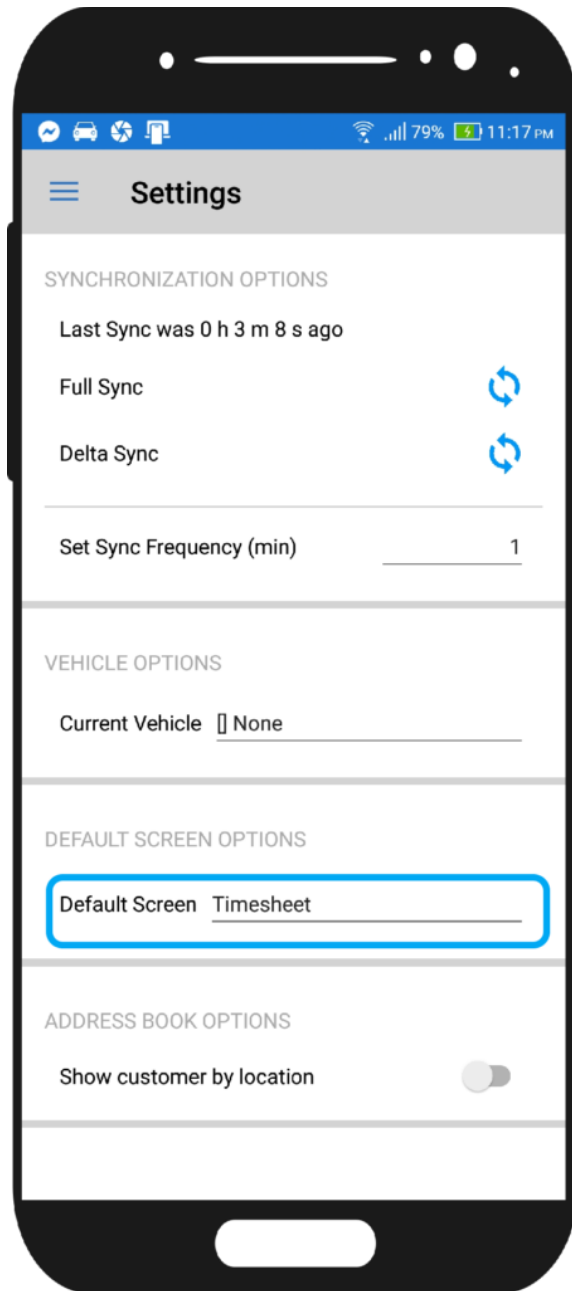 79% 11:17 PM
Settings
SYNCHRONIZATION OPTIONS
Last Sync was 0 h 3 m 8 s ago
Full Sync
Delta Sync
Set Sync Frequency (min) 1
VEHICLE OPTIONS
Current Vehicle [] None
DEFAULT SCREEN OPTIONS
Default Screen Timesheet
ADDRESS BOOK OPTIONS
Show customer by location